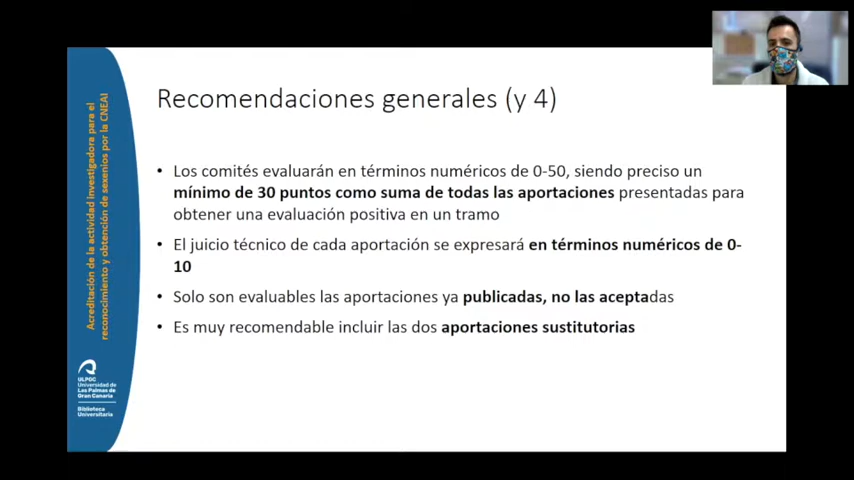 Recomendaciones generales (y 4)
• Los comités evaluarán en términos numéricos de 0-50, siendo preciso un
mínimo de 30 puntos como suma de todas las aportaciones presentadas para
obtener una evaluación positiva en un tramo
• El juicio técnico de cada aportación se expresará en términos numéricos de 0-
10
• Solo son evaluables las aportaciones ya publicadas, no las aceptadas
• Es muy recomendable incluir las dos aportaciones sustitutorias
Acreditación de la actividad investigadora para el
reconocimiento y obtención de sexenios por la CNEAI
ULPGC
Universidad de
Las Palmas de
Gran Canaria
Biblioteca
Universitaria